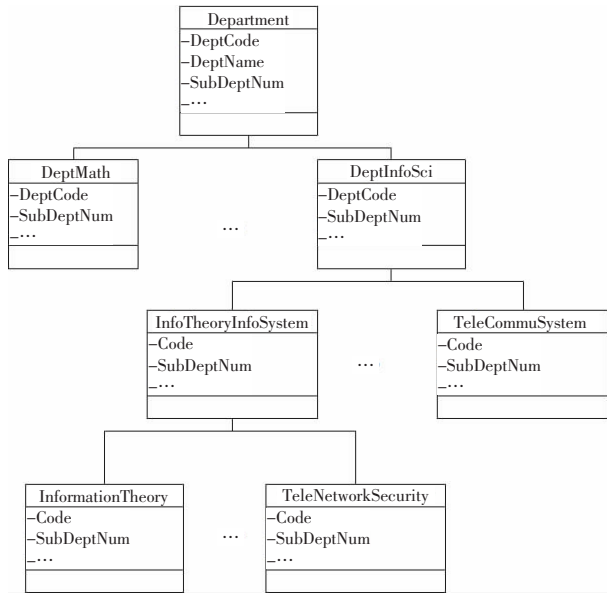 Department
–DeptCode
–DeptName
–SubDeptNum
–…
DeptMath
–DeptCode
–SubDeptNum
–…
…
DeptInfoSci
–DeptCode
–SubDeptNum
–…
InfoTheoryInfoSystem
–Code
–SubDeptNum
–…
…
TeleCommuSystem
–Code
–SubDeptNum
–…
InformationTheory
–Code
–SubDeptNum
–…
…
TeleNetworkSecurity
–Code
–SubDeptNum
–…